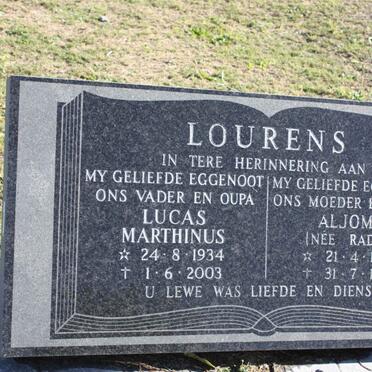 LOURENS
IN TERE HERINNERING AAN
MY GELIEFDE EGGENOOT
ONS VADER EN OUPA
LUCAS
MARTHINUS
☆ 24 · 8 · 1934
† 1 · 6 · 2003
MY GELIEFDE
ONS MOEDER
(NÉE
☆ 21 · 4 ·
† 31 · 7 ·
U LEWE WAS LIEFDE EN